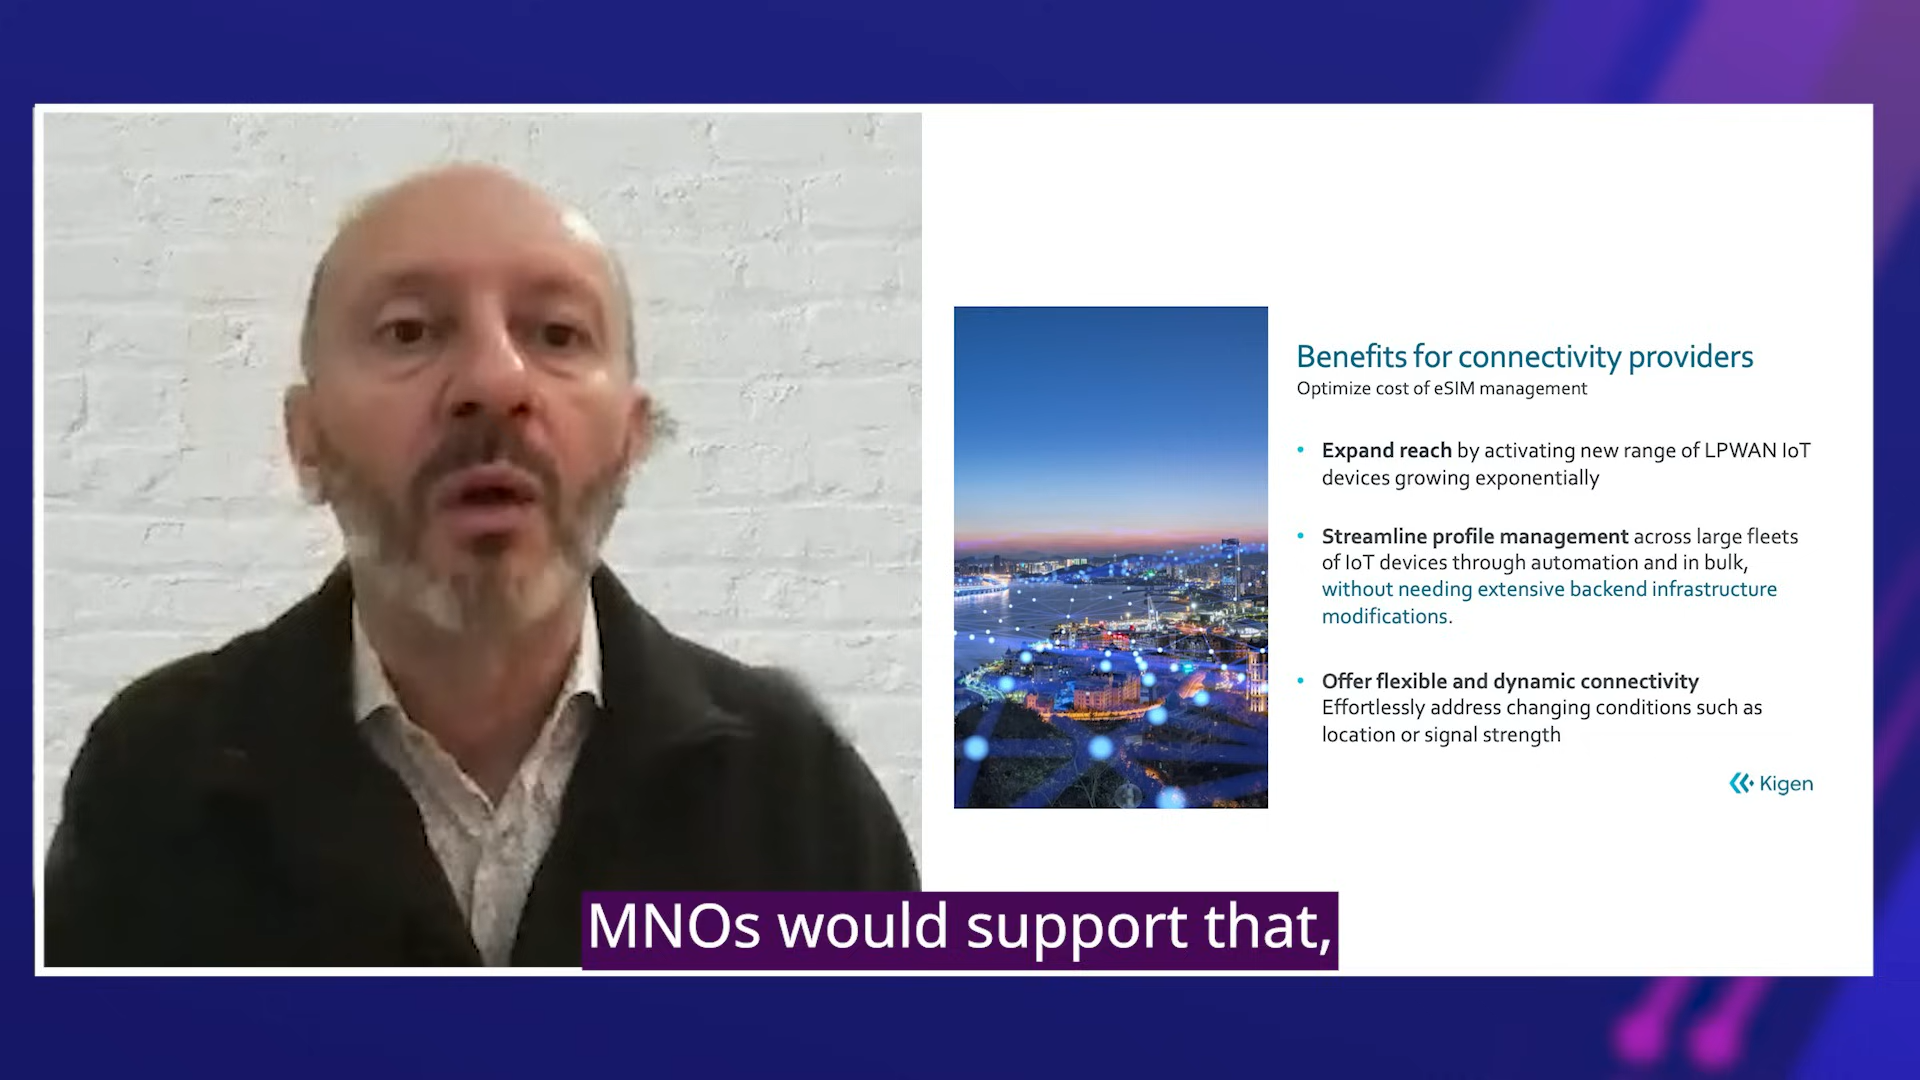 Benefits for connectivity providers
Optimize cost of eSIM management
• Expand reach by activating new range of LPWAN IoT
devices growing exponentially
• Streamline profile management across large fleets
of IoT devices through automation and in bulk,
without needing extensive backend infrastructure
modifications.
• Offer flexible and dynamic connectivity
Effortlessly address changing conditions such as
location or signal strength
Kigen
MNOs would support that,